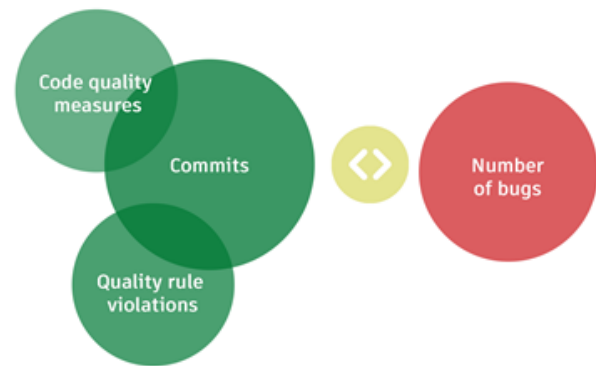 Code quality
measures
Commits
<>
Number
of bugs
Quality rule
violations